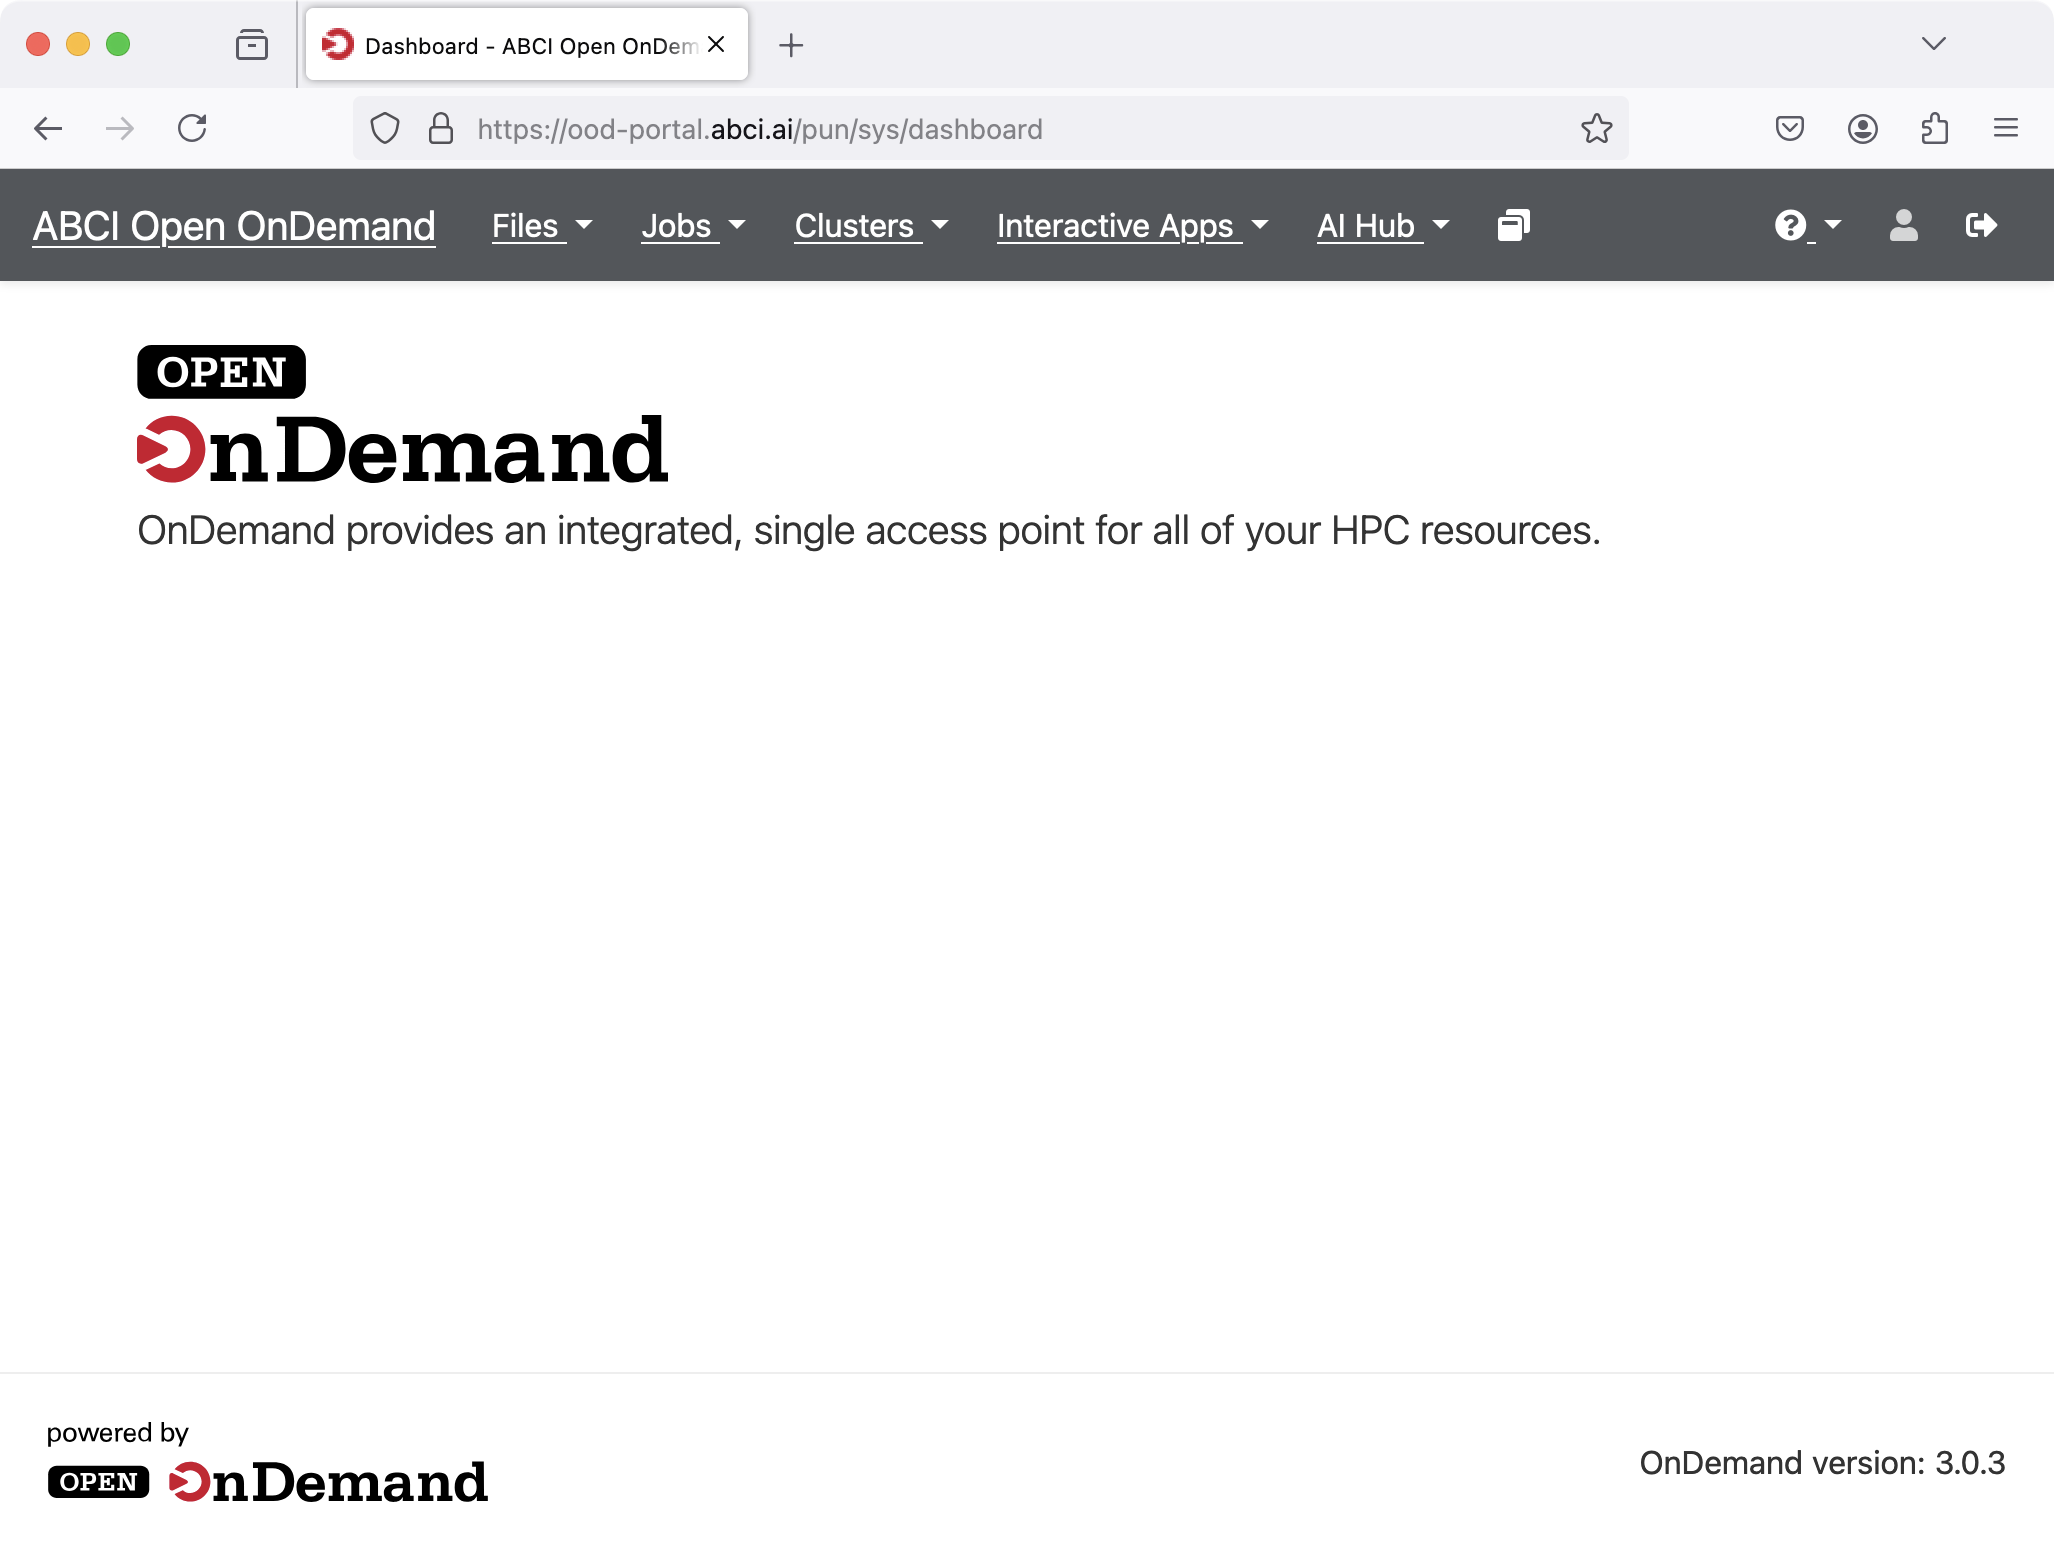 Dashboard - ABCI Open OnDem
https://ood-portal.abci.ai/pun/sys/dashboard
ABCI Open OnDemand Files Jobs Clusters Interactive Apps AI Hub
OPEN
OnDemand
OnDemand provides an integrated, single access point for all of your HPC resources.
powered by
OPEN OnDemand
OnDemand version: 3.0.3